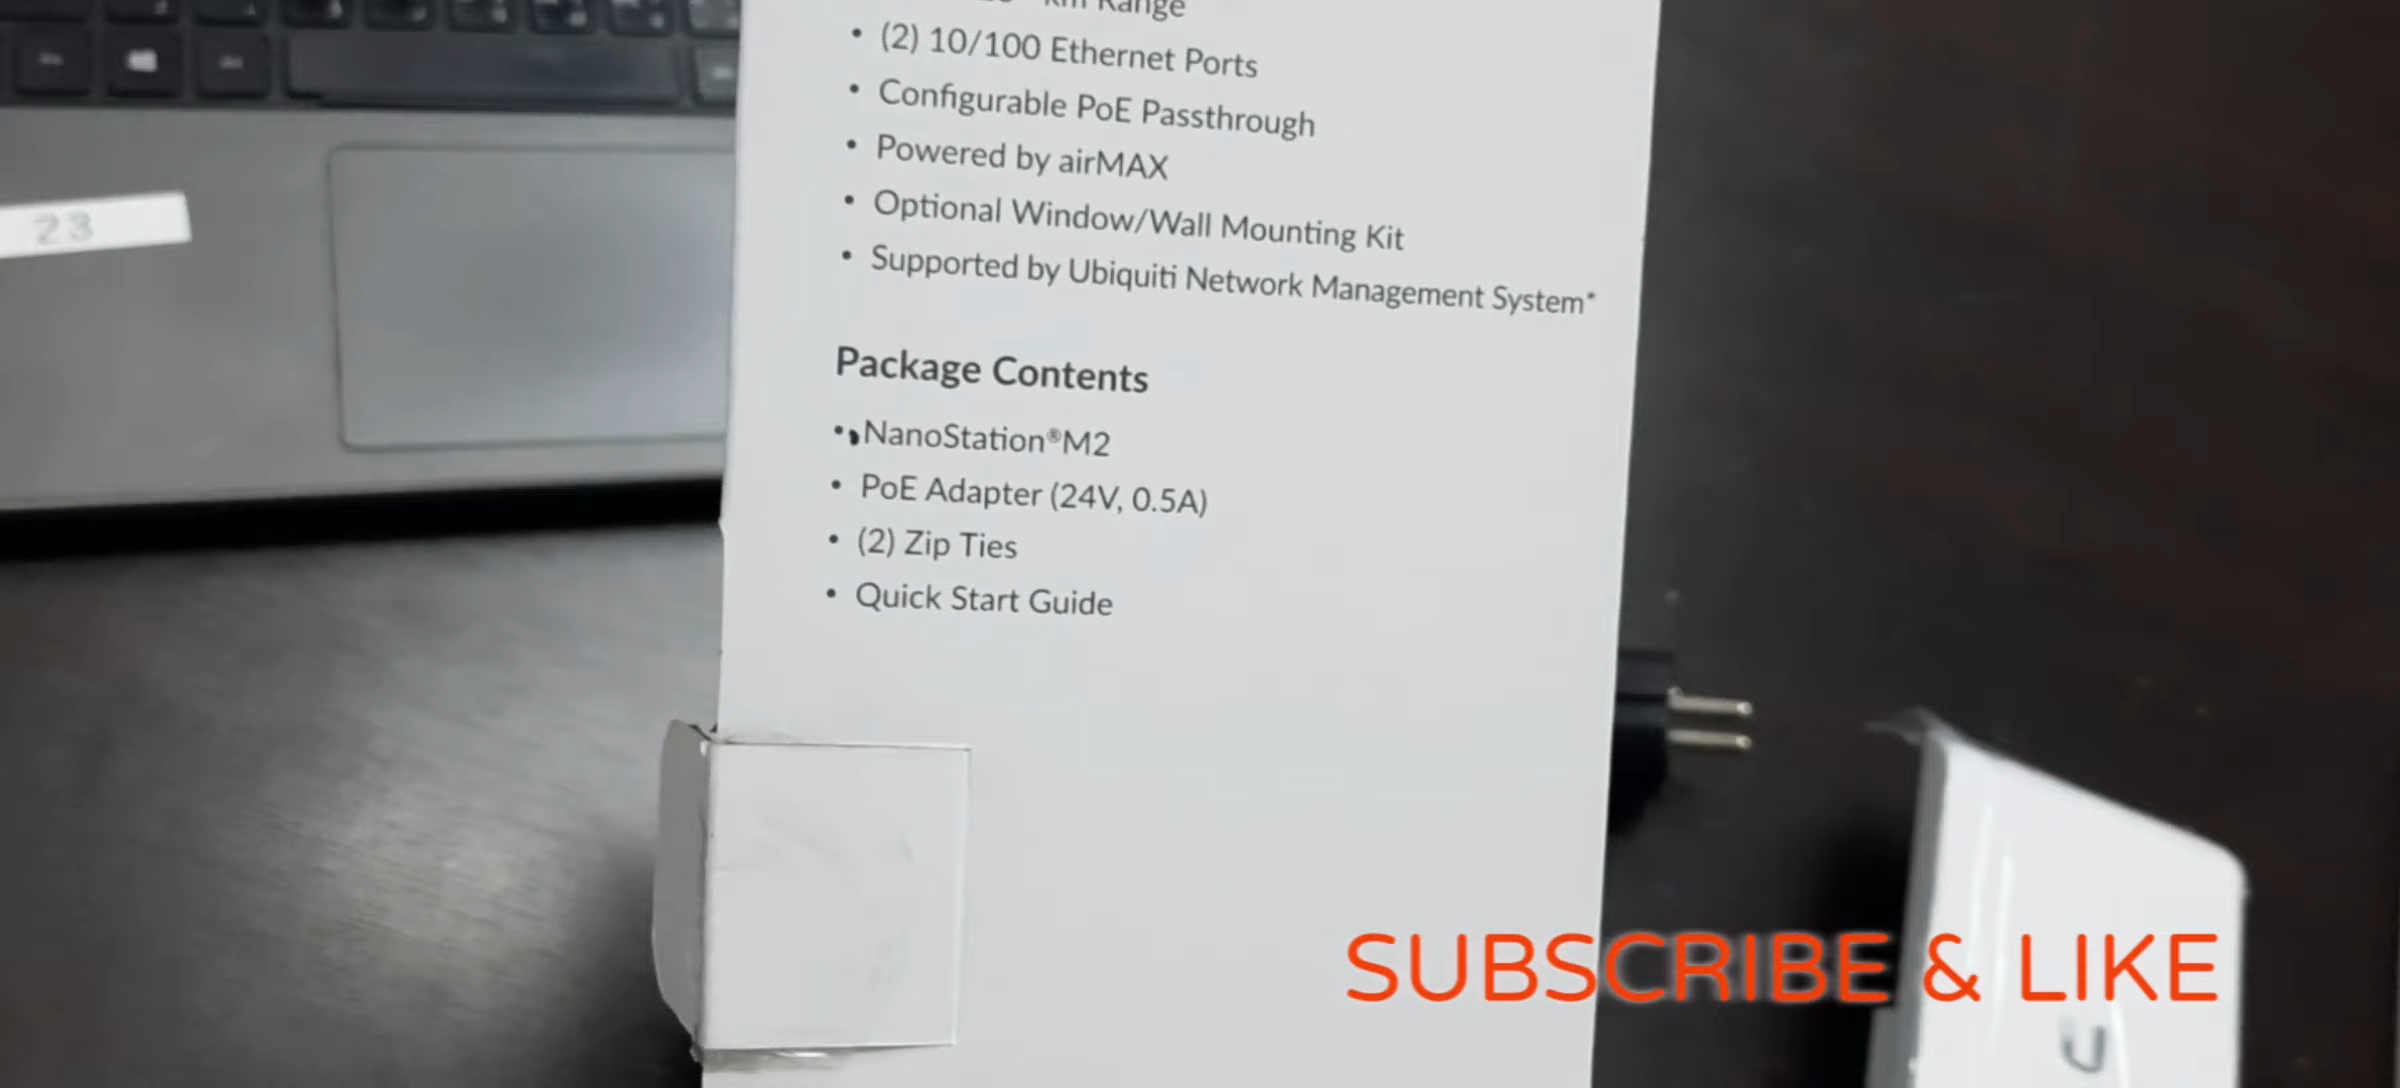 km Range
• (2) 10/100 Ethernet Ports
• Configurable PoE Passthrough
• Powered by airMAX
• Optional Window/Wall Mounting Kit
• Supported by Ubiquiti Network Management System*
Package Contents
• NanoStation®M2
• PoE Adapter (24V, 0.5A)
• (2) Zip Ties
• Quick Start Guide
23
SUBSCRIBE & LIKE